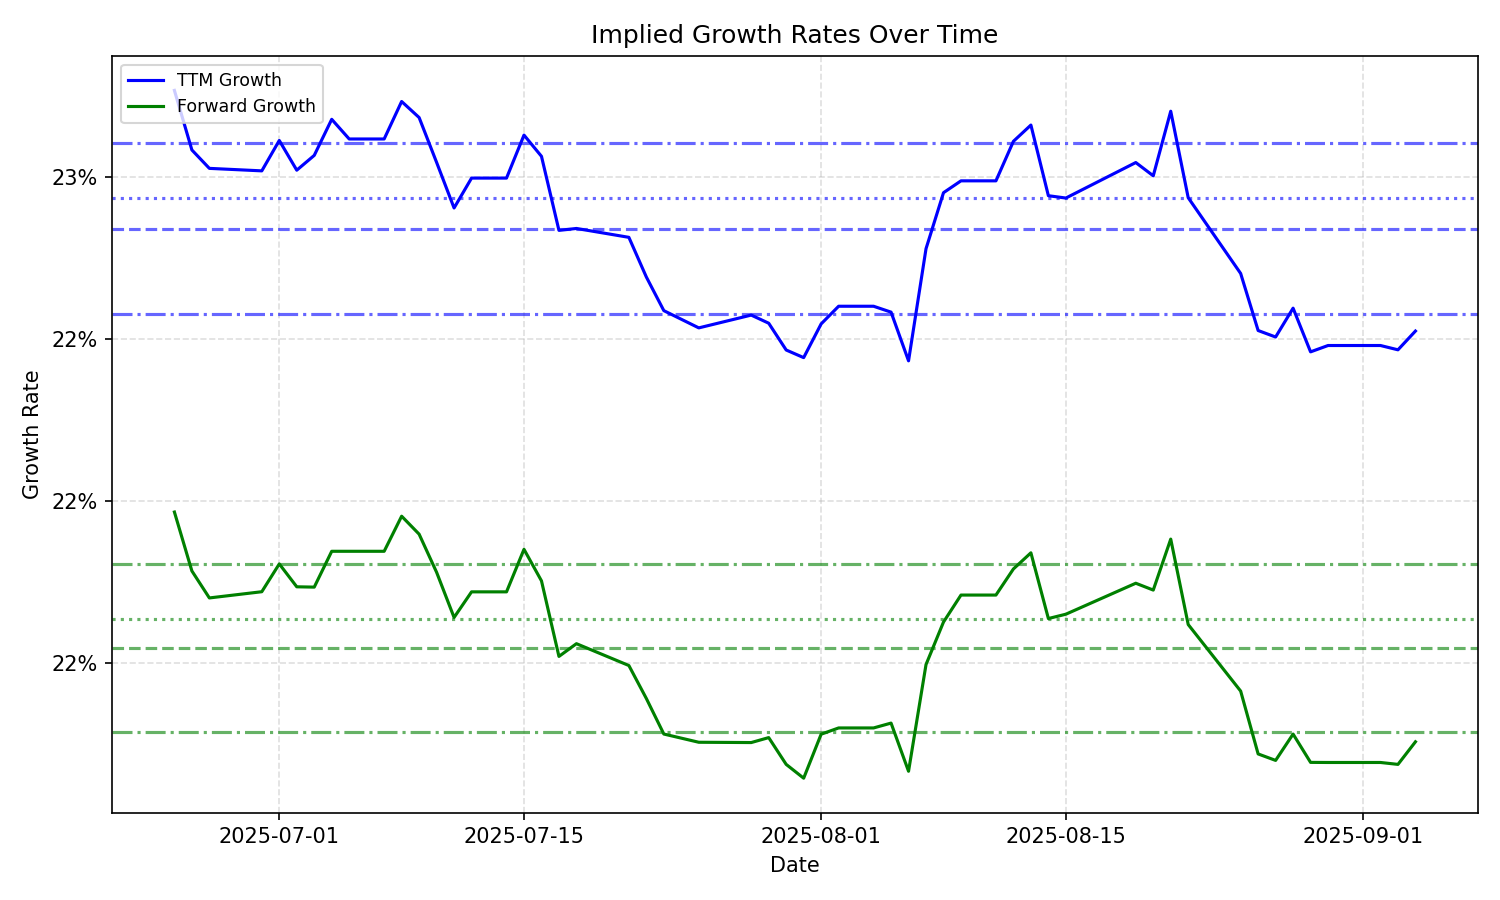 Implied Growth Rates Over Time
TTM Growth
Forward Growth
23%
22%
22%
22%
Growth Rate
2025-07-01
2025-07-15
2025-08-01
2025-08-15
2025-09-01
Date